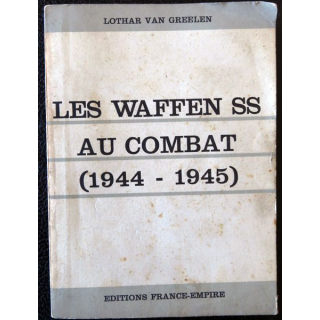 LOTHAR VAN GREELEN
LES WAFFEN SS
AU COMBAT
(1944 - 1945)
EDITIONS FRANCE-EMPIRE